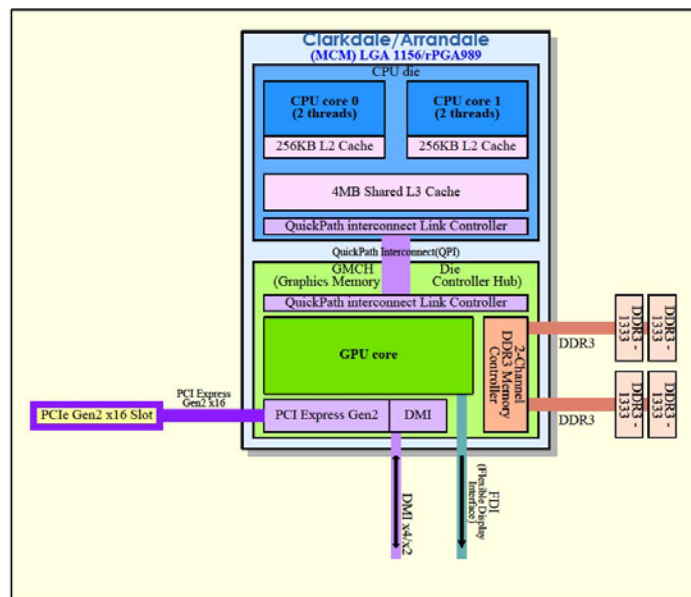 Clarkdale/Arrandale
(MCM) LGA 1156/rPGA989
CPU die
CPU core 0
(2 threads)
CPU core 1
(2 threads)
256KB L2 Cache
256KB L2 Cache
4MB Shared L3 Cache
QuickPath interconnect Link Controller
QuickPath Interconnect(QPI)
GMCH
(Graphics Memory
Die
Controller Hub)
QuickPath interconnect Link Controller
GPU core
2-Channel
DDR3 Memory
Controller
DDR3
DDR3 -
1333
DDR3 -
1333
DDR3
DDR3 -
1333
DDR3 -
1333
PCI Express
Gen2 x16
PCIe Gen2 x16 Slot
PCI Express Gen2
DMI
DMI x4/x2
FDI
(Flexible Display
Interface)